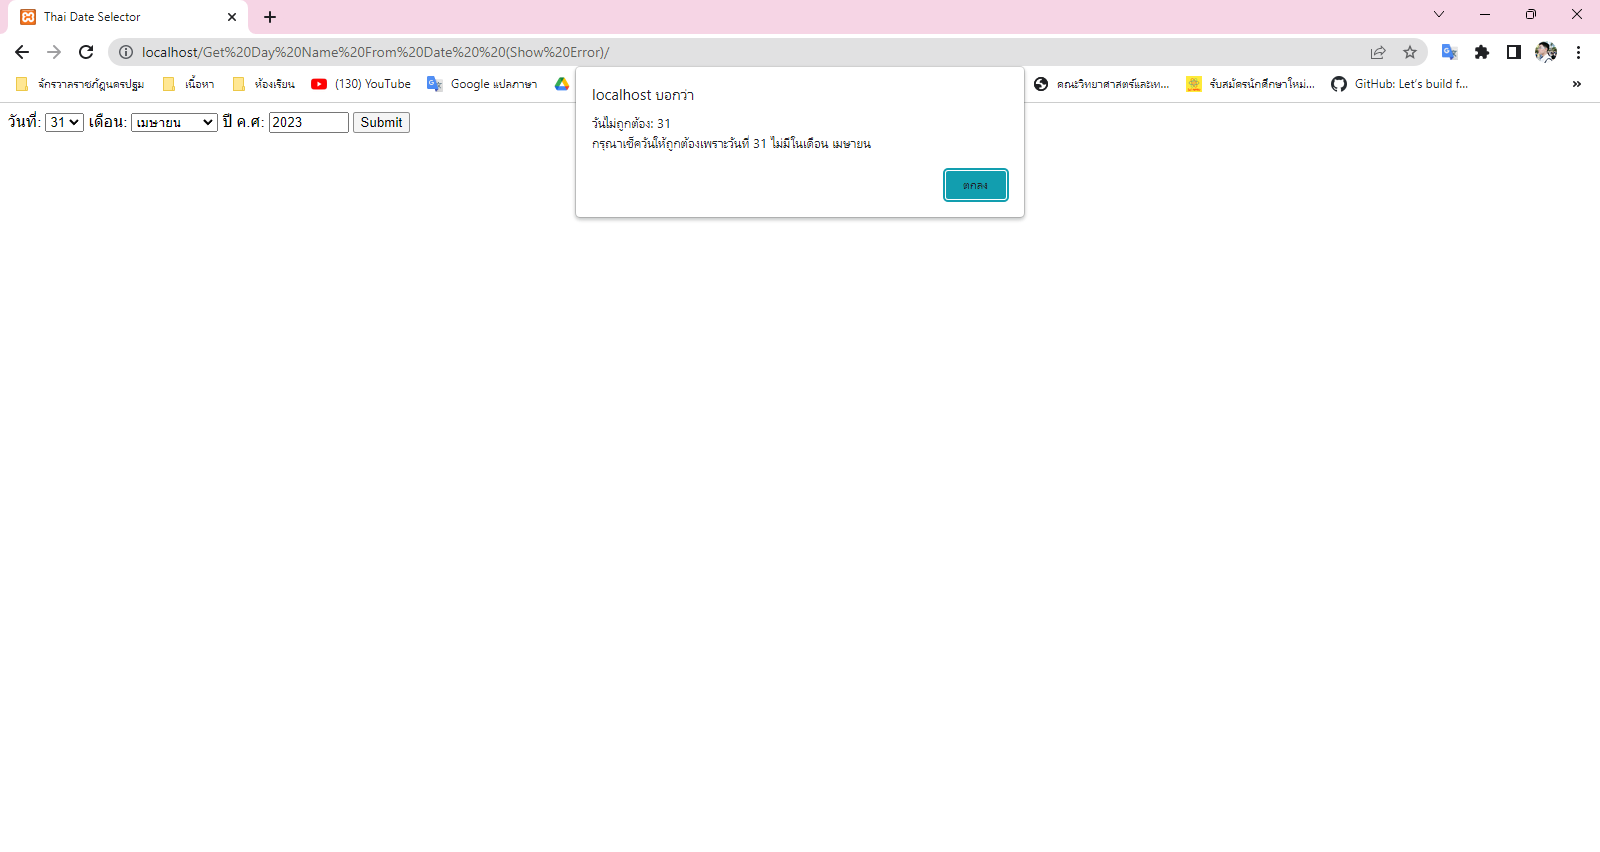 Thai Date Selector
localhost/Get%20Day%20Name%20From%20Date%20%20(Show%20Error)/
จักรวาลราชภัฎนครปฐม เนื้อหา ห้องเรียน (130) YouTube Google แปลภาษา คณะวิทยาศาสตร์และเท... รับสมัครนักศึกษาใหม่... GitHub: Let's build f... »
localhost บอกว่า
วันไม่ถูกต้อง: 31
กรุณาเช็ควันให้ถูกต้องเพราะวันที่ 31 ไม่มีในเดือน เมษายน
ตกลง
วันที่: 31 เดือน: เมษายน ปี ค.ศ: 2023 Submit